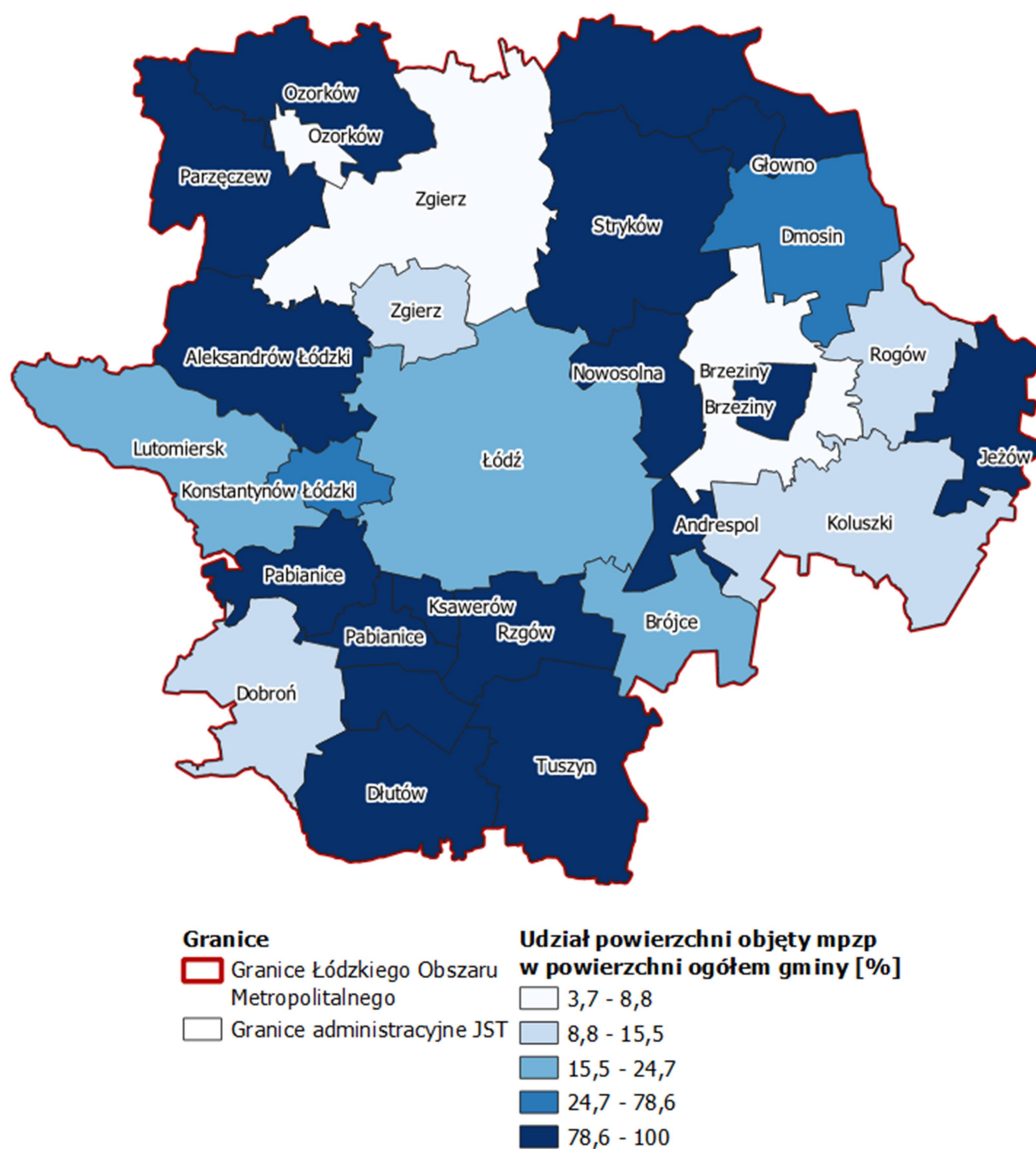 Ozorków
Ozorków
Głowno
Parzęczew
Zgierz
Stryków
Dmosin
Zgierz
Rogów
Aleksandrów Łódzki
Nowosolna
Brzeziny
Brzeziny
Lutomiersk
Łódź
Jeżów
Konstantynów Łódzki
Andrespol
Koluszki
Pabianice
Ksawerów
Brójce
Pabianice
Rzgów
Dobroń
Tuszyn
Dłutów
Granice
Granice Łódzkiego Obszaru
Metropolitalnego
Granice administracyjne JST
Udział powierzchni objęty mpzp
w powierzchni ogółem gminy [%]
3,7 - 8,8
8,8 - 15,5
15,5 - 24,7
24,7 - 78,6
78,6 - 100